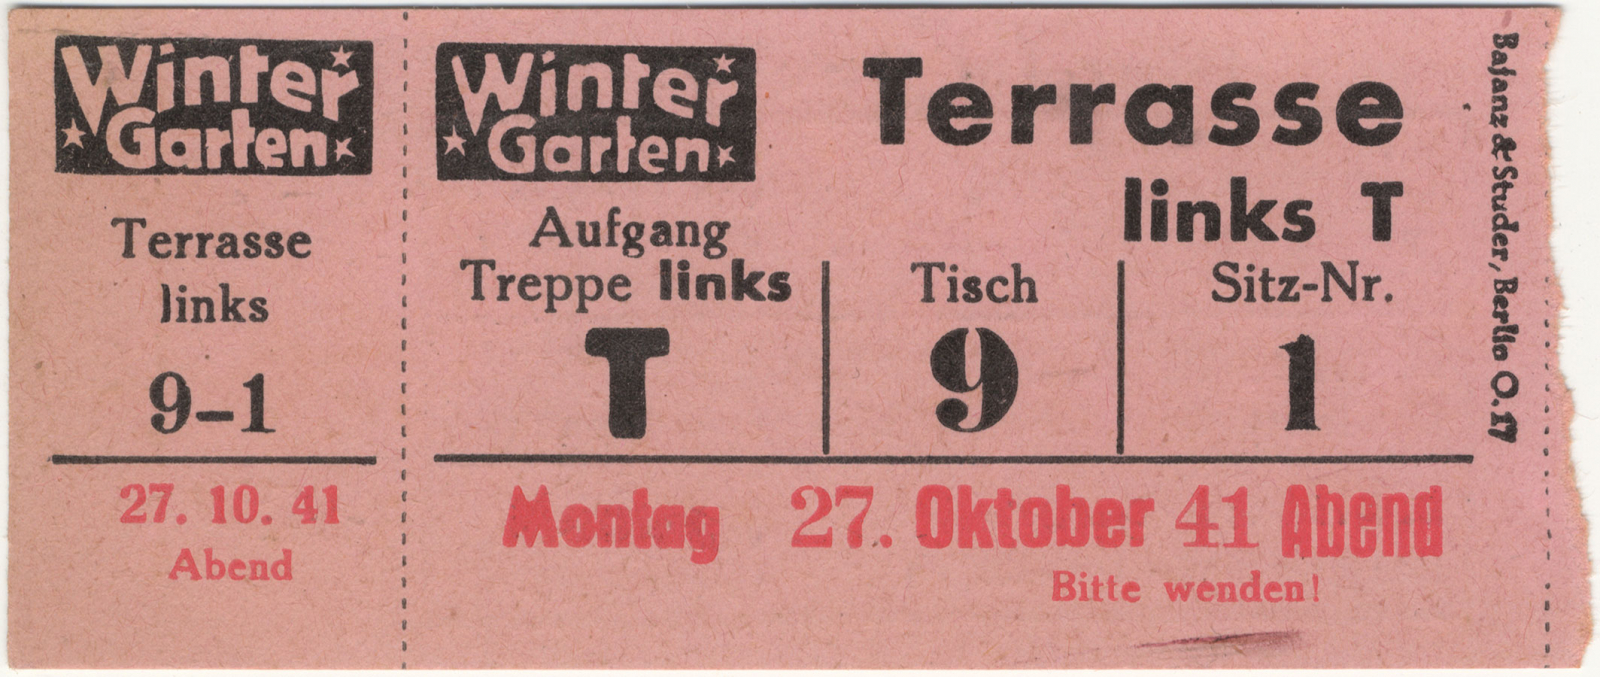 Winter
Garten
Terrasse
links
9-1
27. 10. 41
Abend
Winter
Garten
Terrasse
links T
Aufgang
Treppe links
T
Tisch
9
Sitz-Nr.
1
Montag 27. Oktober 41 Abend
Bitte wenden!
Bajanz & Studer, Berlin O. 17